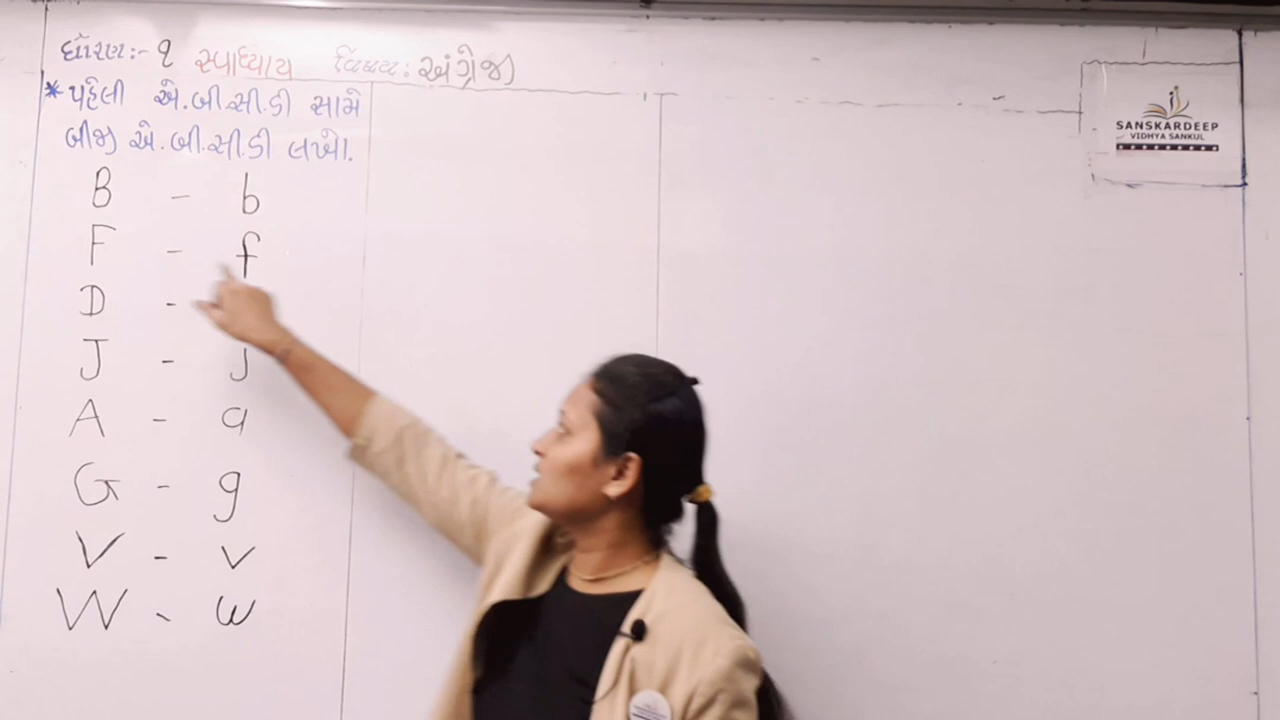 ધોરણ:- ૧ સ્વાધ્યાય વિષય: અંગ્રેજી
* પહેલી એ.બી.સી.ડી સામે
બીજી એ.બી.સી.ડી લખો.
B - b
F - f
D -
J - j
A - a
G - g
V - v
W - w
SANSKARDEEP
VIDHYA SANKUL